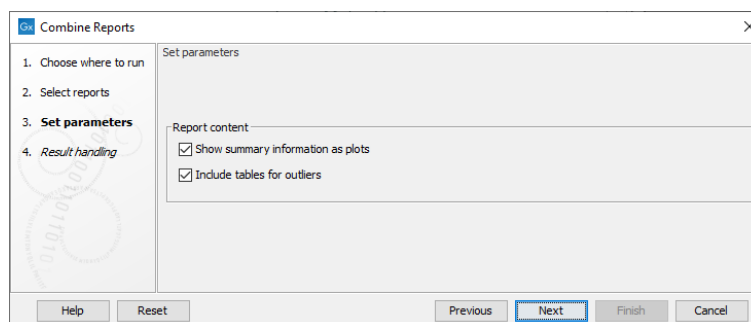 Gx Combine Reports
1. Choose where to run
2. Select reports
3. Set parameters
4. Result handling
Set parameters
Report content
Show summary information as plots
Include tables for outliers
Help Reset Previous Next Finish Cancel